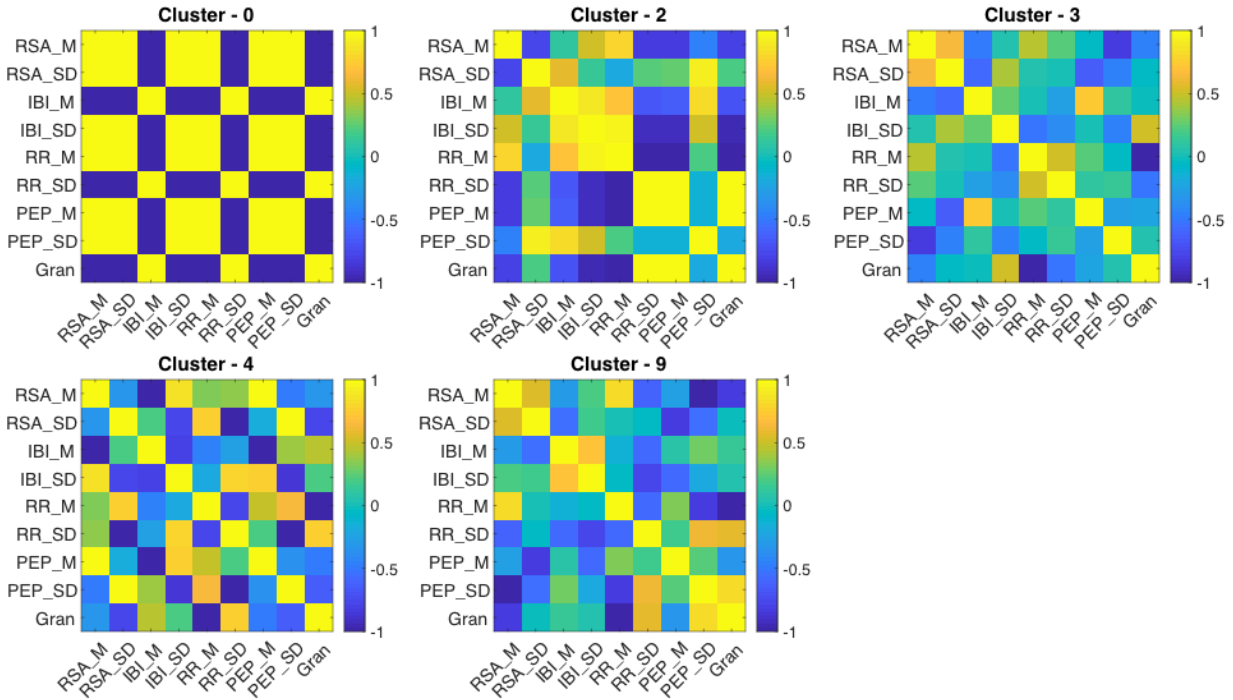 Cluster - 0
RSA_M
RSA_SD
IBI_M
IBI_SD
RR_M
RR_SD
PEP_M
PEP_SD
Gran
RSA_M
RSA_SD
IBI_M
IBI_SD
RR_M
RR_SD
PEP_M
PEP_SD
Gran
1
0.5
0
-0.5
-1
Cluster - 2
RSA_M
RSA_SD
IBI_M
IBI_SD
RR_M
RR_SD
PEP_M
PEP_SD
Gran
RSA_M
RSA_SD
IBI_M
IBI_SD
RR_M
RR_SD
PEP_M
PEP_SD
Gran
1
0.5
0
-0.5
-1
Cluster - 3
RSA_M
RSA_SD
IBI_M
IBI_SD
RR_M
RR_SD
PEP_M
PEP_SD
Gran
RSA_M
RSA_SD
IBI_M
IBI_SD
RR_M
RR_SD
PEP_M
PEP_SD
Gran
1
0.5
0
-0.5
-1
Cluster - 4
RSA_M
RSA_SD
IBI_M
IBI_SD
RR_M
RR_SD
PEP_M
PEP_SD
Gran
RSA_M
RSA_SD
IBI_M
IBI_SD
RR_M
RR_SD
PEP_M
PEP_SD
Gran
1
0.5
0
-0.5
-1
Cluster - 9
RSA_M
RSA_SD
IBI_M
IBI_SD
RR_M
RR_SD
PEP_M
PEP_SD
Gran
RSA_M
RSA_SD
IBI_M
IBI_SD
RR_M
RR_SD
PEP_M
PEP_SD
Gran
1
0.5
0
-0.5
-1